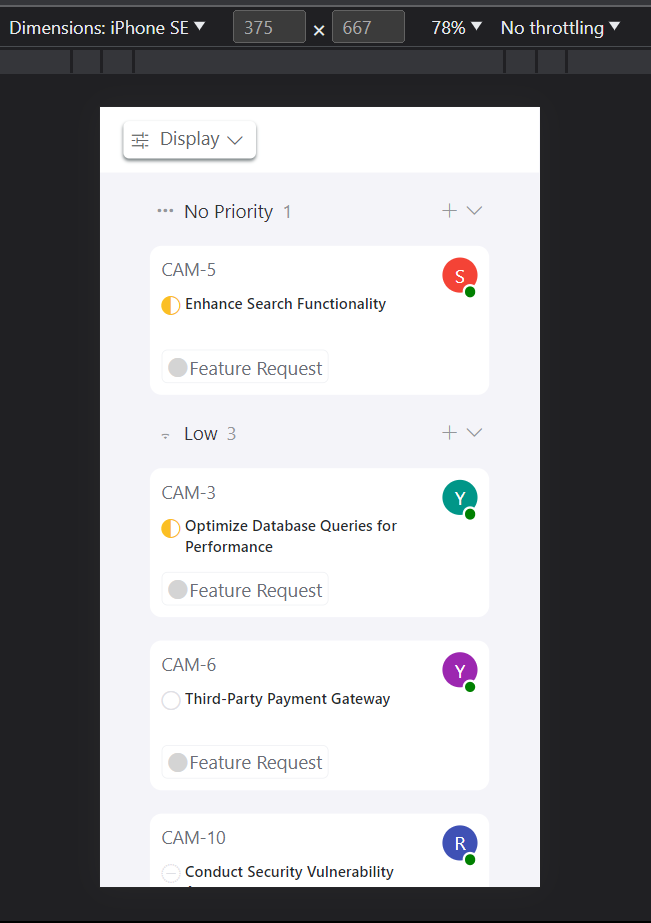 Dimensions: iPhone SE ▼ 375 × 667 78% ▼ No throttling ▼
Display
No Priority 1
CAM-5
S
Enhance Search Functionality
Feature Request
Low 3
CAM-3
Y
Optimize Database Queries for
Performance
Feature Request
CAM-6
Y
Third-Party Payment Gateway
Feature Request
CAM-10
R
Conduct Security Vulnerability